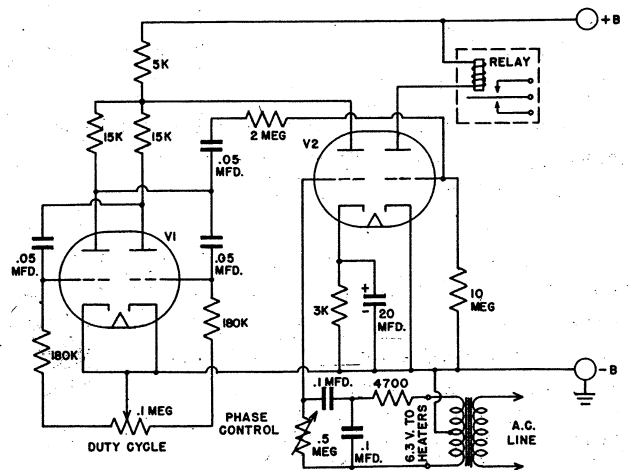 +B
5K
RELAY
15K
15K
2 MEG
V2
.05
MFD.
V1
.05
MFD.
.05
MFD.
10
MEG
3K
+
-
20
MFD.
180K
180K
-B
.1 MFD.
4700
.1 MEG
PHASE
CONTROL
DUTY CYCLE
.5
MEG
.1
MFD.
6.3 V. TO
HEATERS
A.C.
LINE